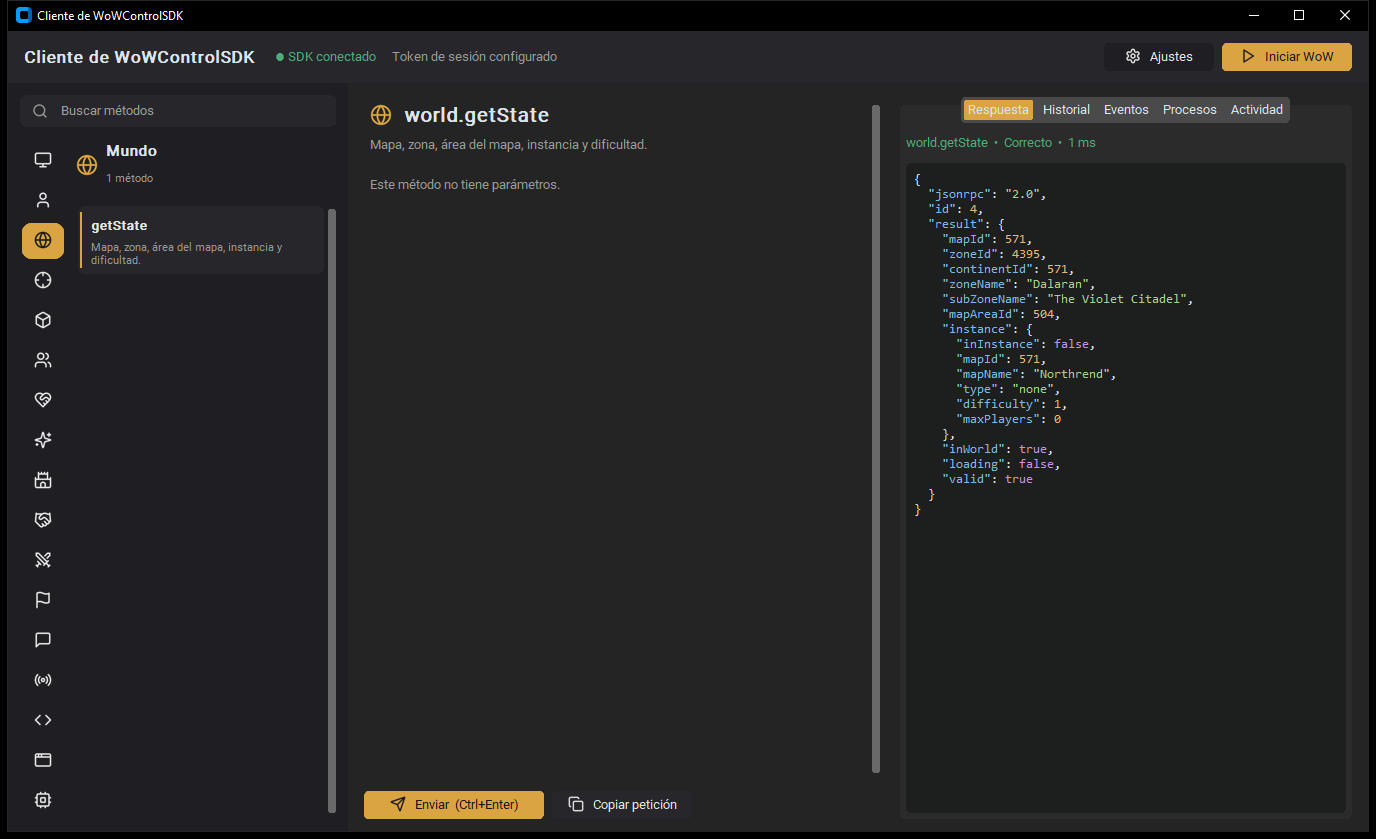 Cliente de WoWControlSDK
Cliente de WoWControlSDK
SDK conectado
Token de sesión configurado
Ajustes
Iniciar WoW
Buscar métodos
Mundo
1 método
getState
Mapa, zona, área del mapa, instancia y
dificultad.
world.getState
Mapa, zona, área del mapa, instancia y dificultad.
Este método no tiene parámetros.
Enviar (Ctrl+Enter)
Copiar petición
Respuesta
Historial
Eventos
Procesos
Actividad
world.getState • Correcto • 1 ms
{
  "jsonrpc": "2.0",
  "id": 4,
  "result": {
    "mapId": 571,
    "zoneId": 4395,
    "continentId": 571,
    "zoneName": "Dalaran",
    "subZoneName": "The Violet Citadel",
    "mapAreaId": 504,
    "instance": {
      "inInstance": false,
      "mapId": 571,
      "mapName": "Northrend",
      "type": "none",
      "difficulty": 1,
      "maxPlayers": 0
    },
    "inWorld": true,
    "loading": false,
    "valid": true
  }
}